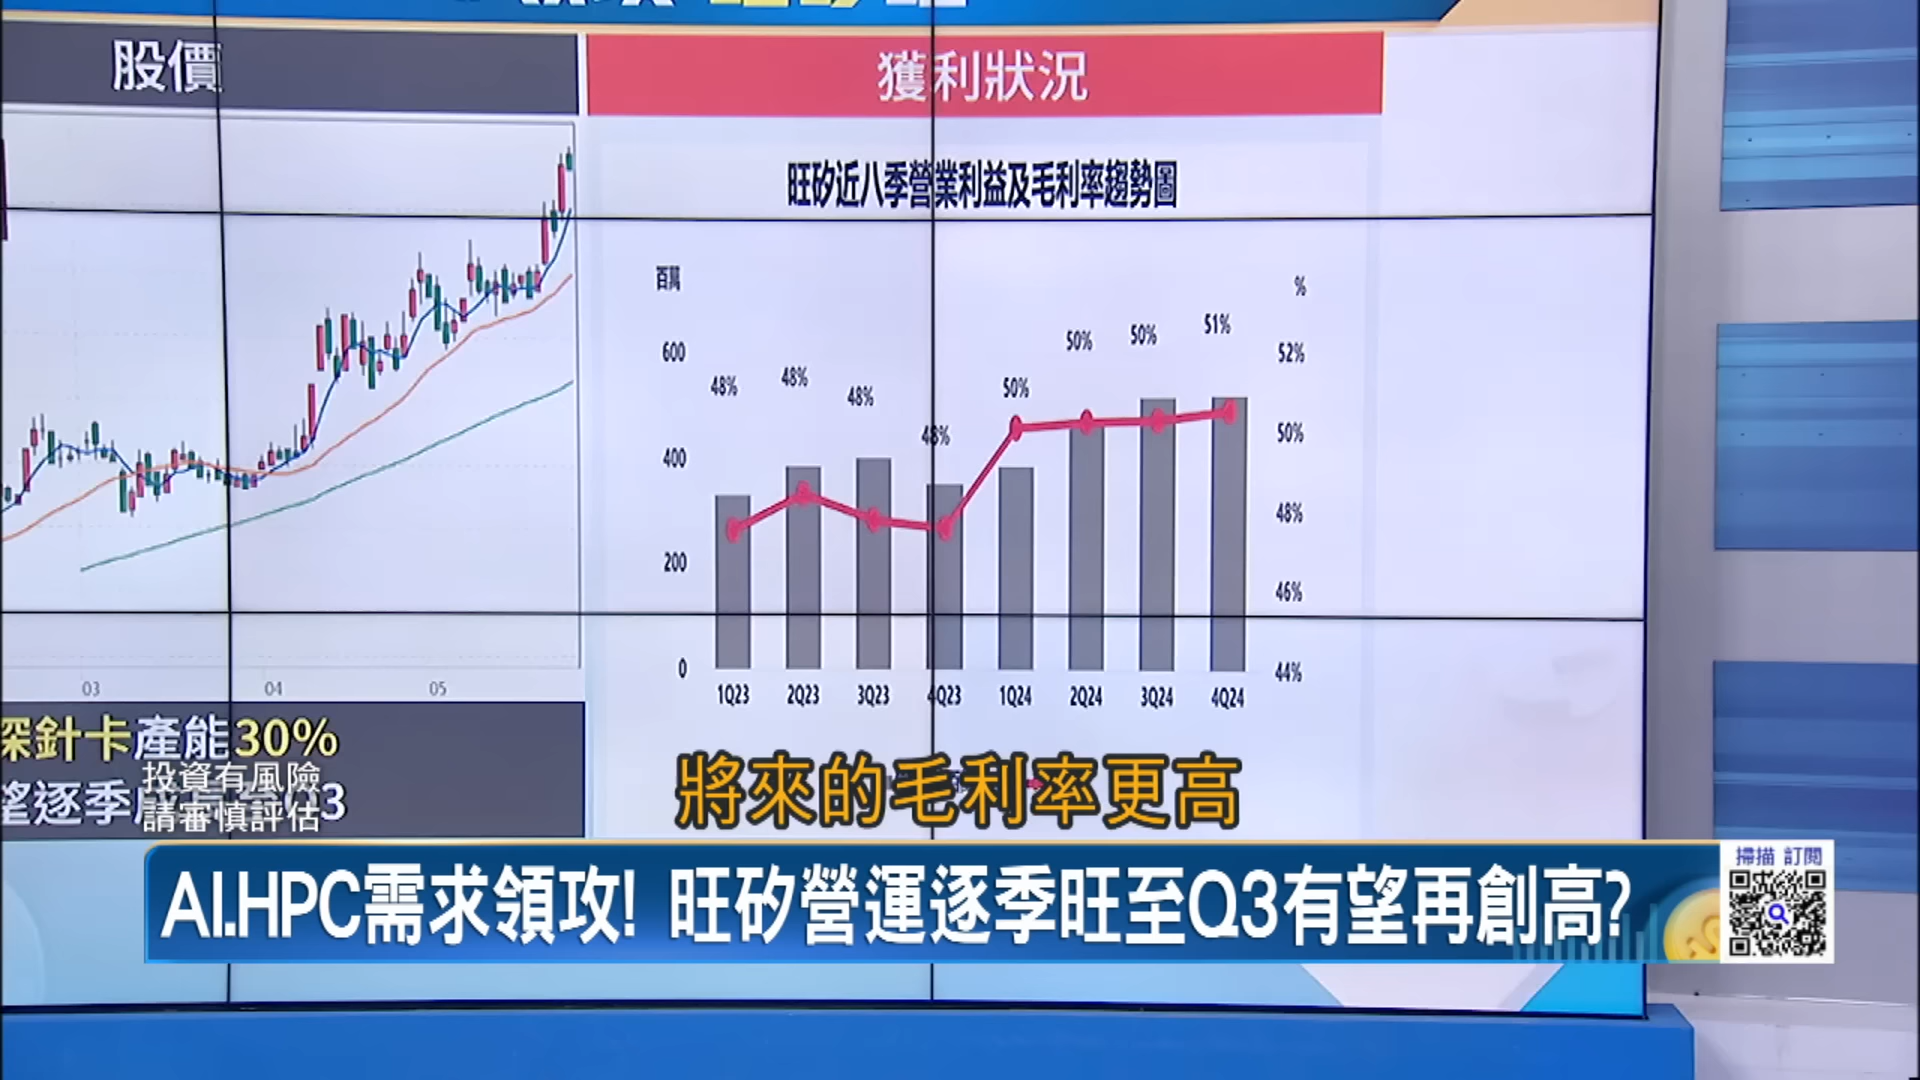 股價
獲利狀況
旺矽近八季營業利益及毛利率趨勢圖
百萬
%
600
400
200
0
52%
50%
48%
46%
44%
48%
48%
48%
48%
50%
50%
50%
51%
1Q23
2Q23
3Q23
4Q23
1Q24
2Q24
3Q24
4Q24
03
04
05
探針卡產能30%
望逐季
投資有風險
請審慎評估
將來的毛利率更高
AI.HPC需求領攻! 旺矽營運逐季旺至Q3有望再創高?
掃描 訂閱